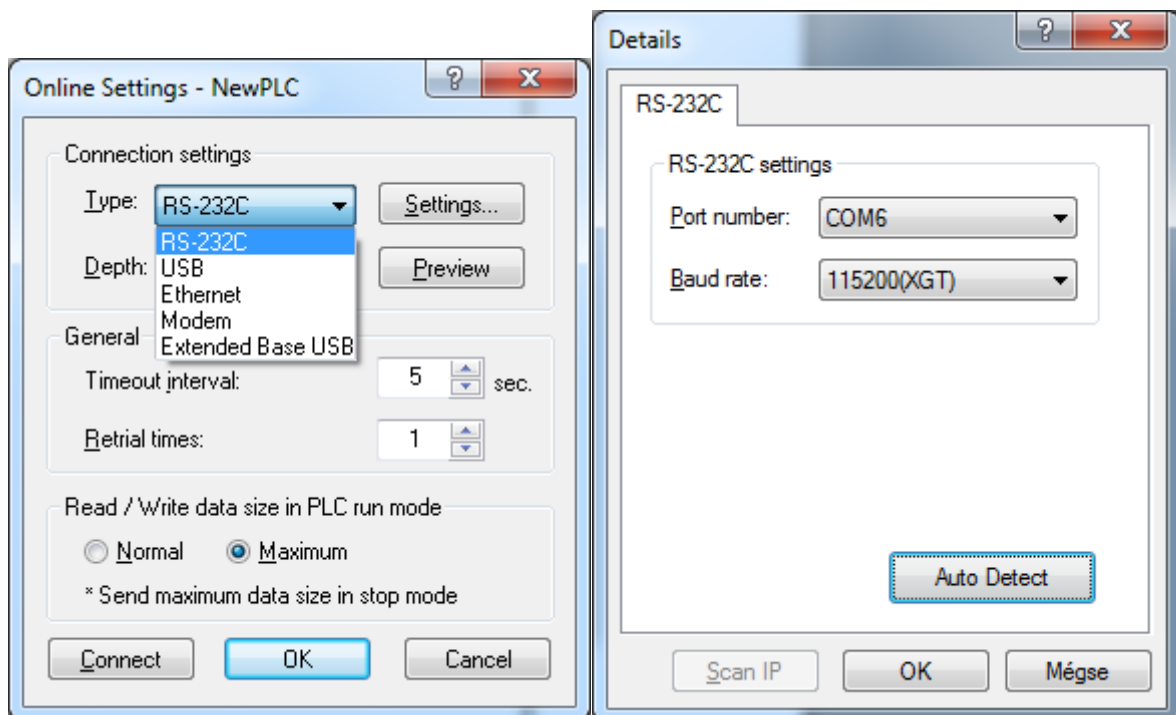 Online Settings - NewPLC
Connection settings
Type: RS-232C Settings...
RS-232C
Depth: USB Preview
Ethernet
Modem
Extended Base USB
General
Timeout interval: 5 sec.
Retrial times: 1
Read / Write data size in PLC run mode
Normal Maximum
* Send maximum data size in stop mode
Connect OK Cancel
Details
RS-232C
RS-232C settings
Port number: COM6
Baud rate: 115200(XGT)
Auto Detect
Scan IP OK Mégse